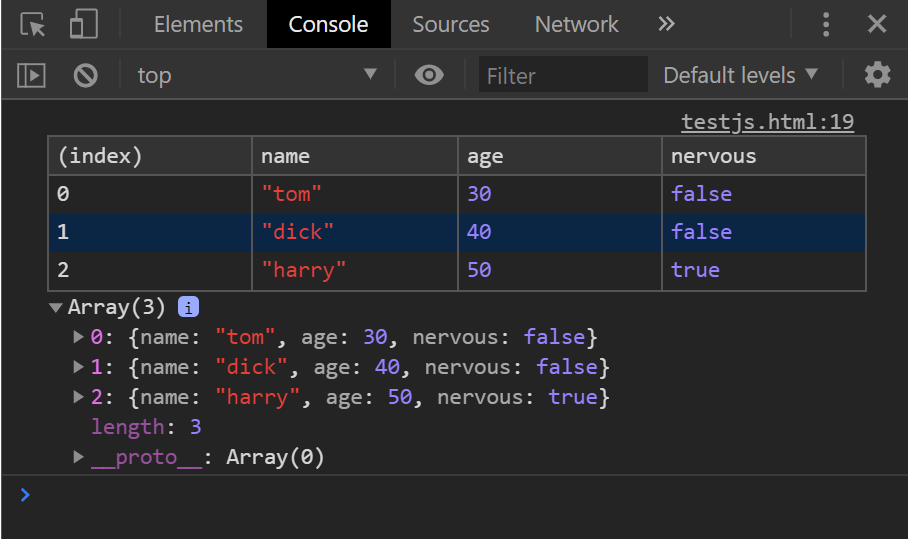 Elements Console Sources Network »
top Filter Default levels
testjs.html:19
(index) name age nervous
0 "tom" 30 false
1 "dick" 40 false
2 "harry" 50 true
Array(3) i
0: {name: "tom", age: 30, nervous: false}
1: {name: "dick", age: 40, nervous: false}
2: {name: "harry", age: 50, nervous: true}
length: 3
__proto__: Array(0)